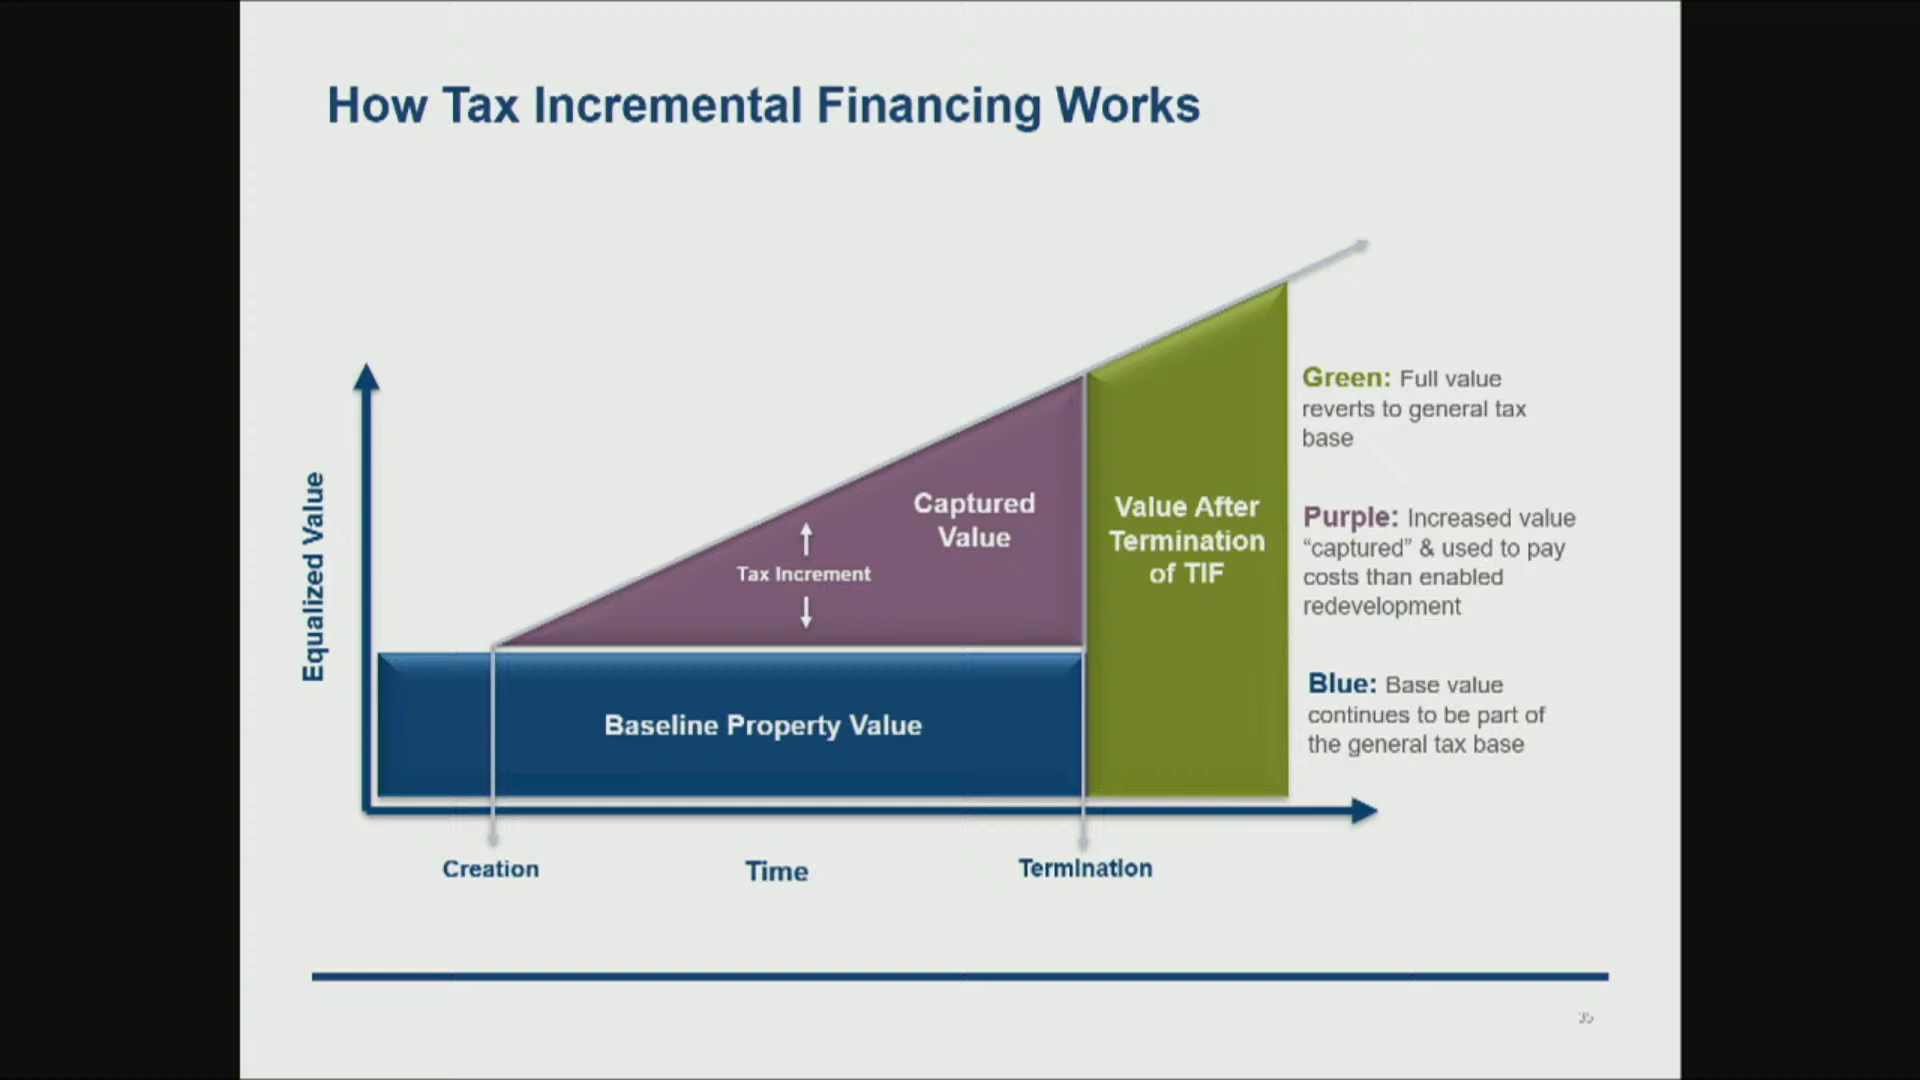 How Tax Incremental Financing Works
Equalized Value
Captured
Value
Tax Increment
Baseline Property Value
Value After
Termination
of TIF
Green: Full value
reverts to general tax
base
Purple: Increased value
“captured” & used to pay
costs than enabled
redevelopment
Blue: Base value
continues to be part of
the general tax base
Creation
Time
Termination
35